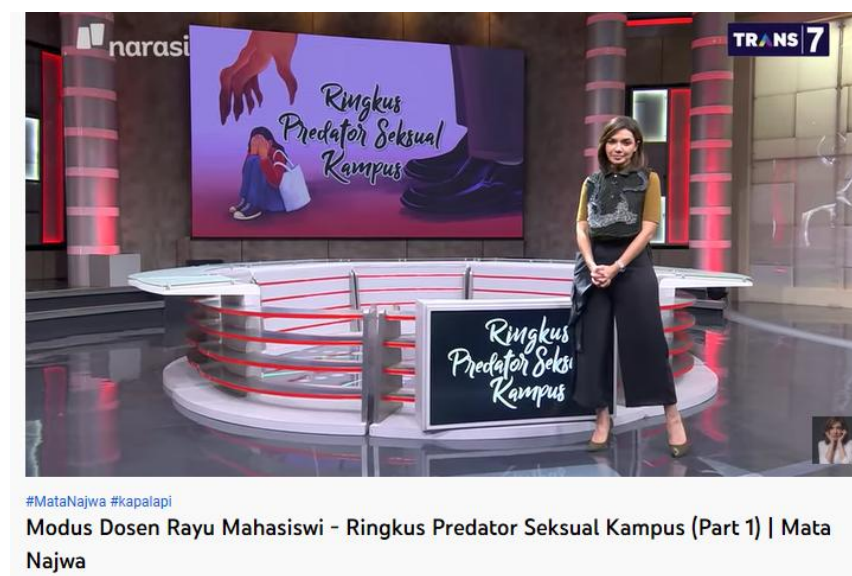 narasi
TRANS 7
Ringkus
Predator Seksual
Kampus
Ringkus
Predator Seks
Kampus
#MataNajwa #kapalapi
Modus Dosen Rayu Mahasiswi - Ringkus Predator Seksual Kampus (Part 1) | Mata
Najwa